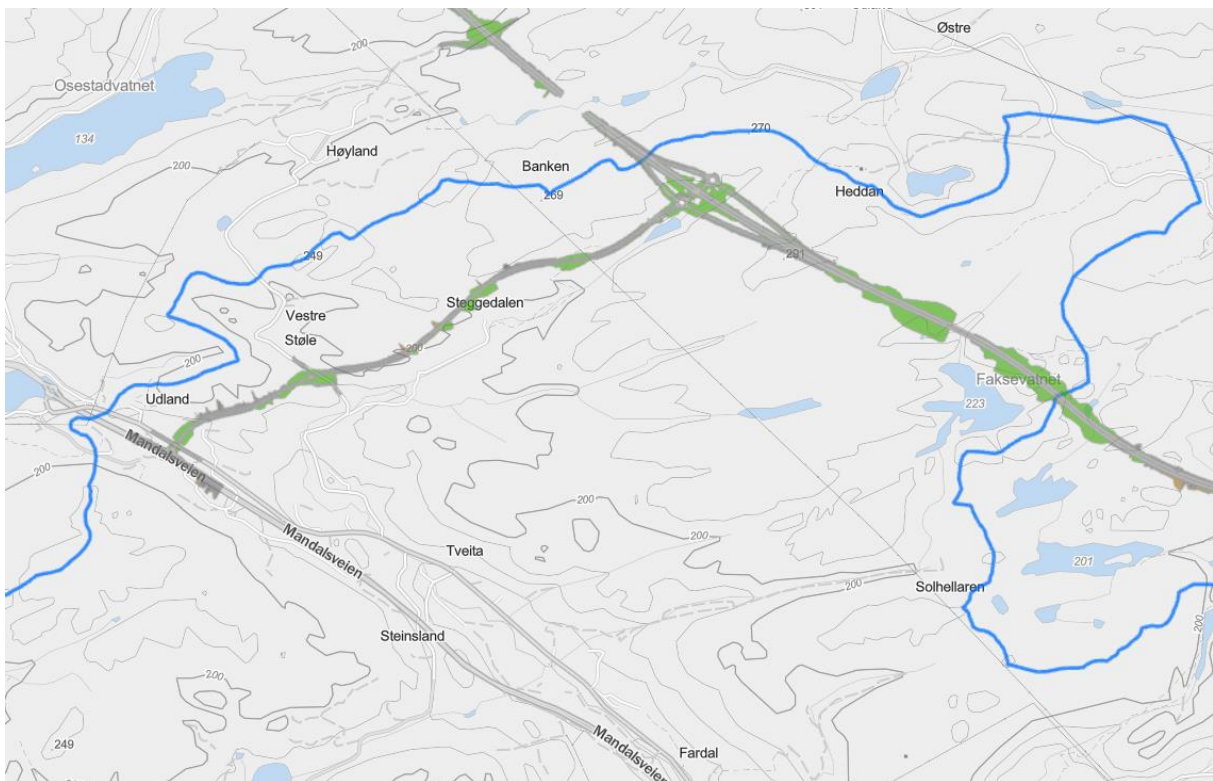 Østre
200
Osestadvatnet
134
200
Høyland
Banken
270
269
Heddan
249
291
Vestre
Steggedalen
Støle
200
200
Faksevatnet
223
Udland
Mandalsveien
200
200
200
Mandalsveien
Tveita
201
200
Solhellaren
Steinsland
200
200
Mandalsveien
249
Fardal